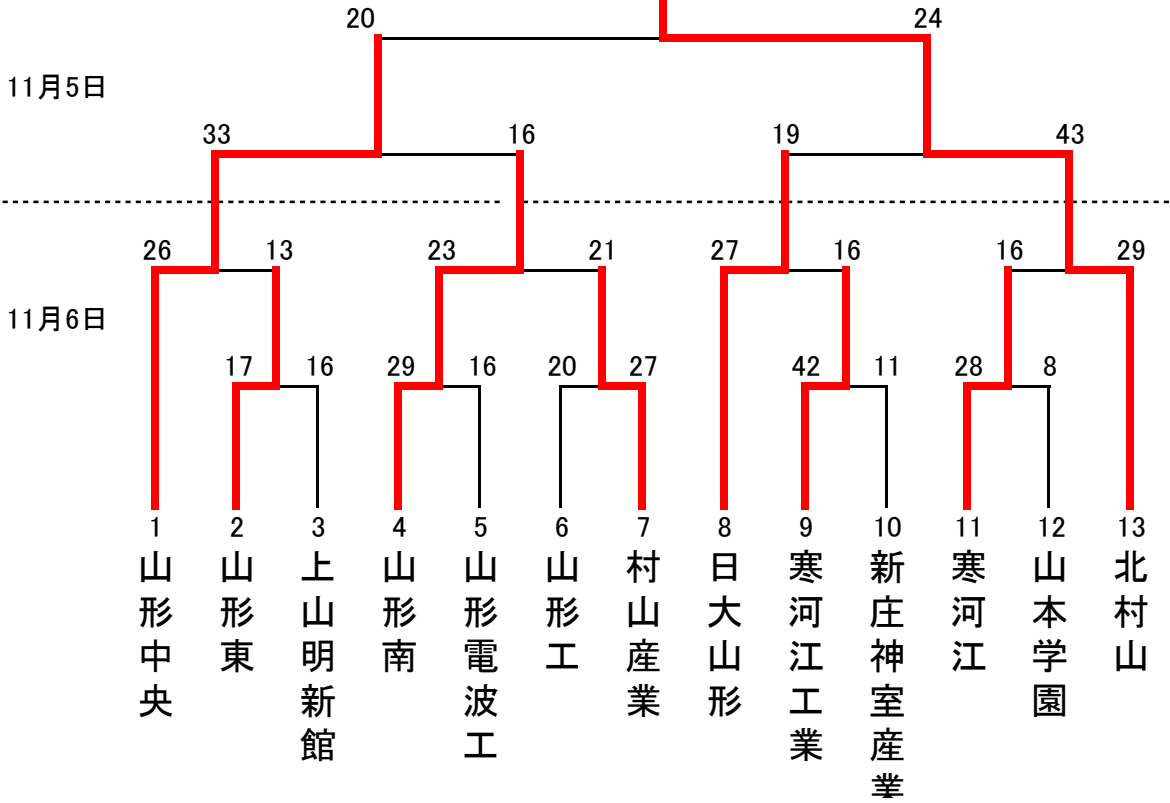 20 24
11月5日
33 16 19 43
26 13 23 21 27 16 16 29
11月6日
17 16 29 16 20 27 42 11 28 8
1 2 3 4 5 6 7 8 9 10 11 12 13
山形中央
山形東
上山明新館
山形南
山形電波工
山形工
村山産業
日大山形
寒河江工業
新庄神室産業
寒河江
山本学園
北村山